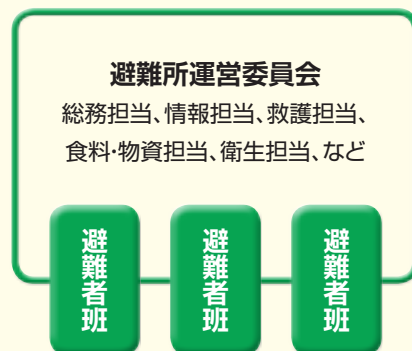 避難所運営委員会
総務担当、情報担当、救護担当、
食料・物資担当、衛生担当、など
避難者班
避難者班
避難者班